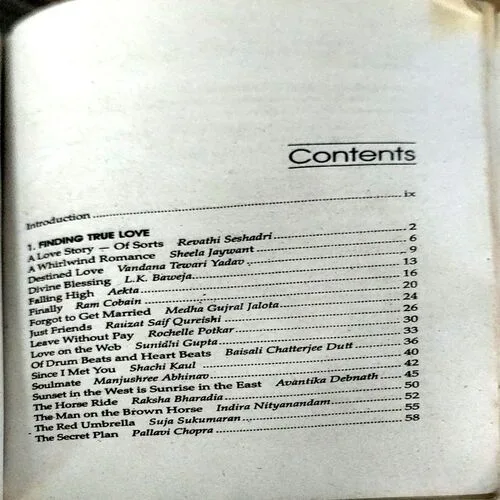 Contents
Introduction ix
1. FINDING TRUE LOVE
A Love Story — Of Sorts Revathi Seshadri 2
A Whirlwind Romance Sheela Jaywant 6
Destined Love Vandana Tewari Yadav 9
Divine Blessing L.K. Baweja 13
Falling High Aekta 16
Finally Ram Cobain 20
Forgot to Get Married Medha Gujral Jalota 24
Just Friends Rauzat Saif Qureishi 26
Leave Without Pay Rochelle Potkar 30
Love on the Web Sunidhi Gupta 33
Of Drum Beats and Heart Beats Baisali Chatterjee Dutt 36
Since I Met You Shachi Kaul 40
Soulmate Manjushree Abhinav 42
Sunset in the West is Sunrise in the East Avantika Debnath 45
The Horse Ride Raksha Bharadia 50
The Man on the Brown Horse Indira Nityanandam 52
The Red Umbrella Suja Sukumaran 55
The Secret Plan Pallavi Chopra 58